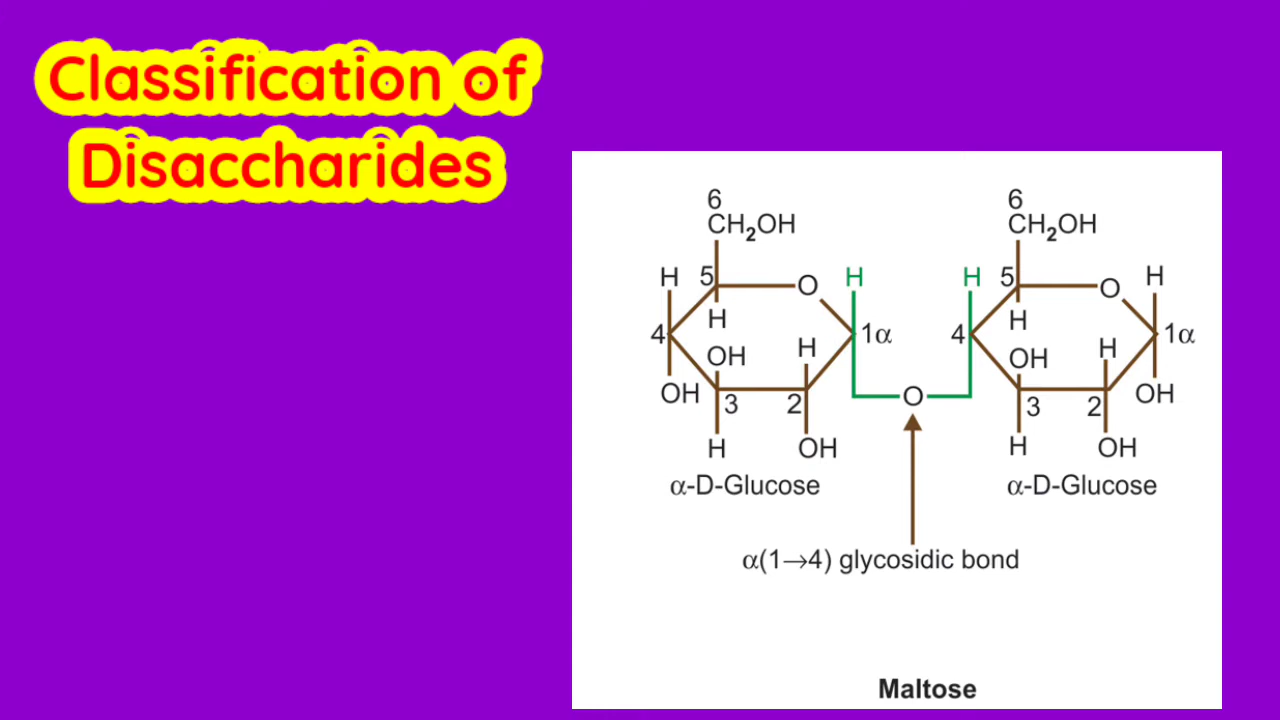 Classification of
Disaccharides
6 6
CH₂OH CH₂OH
H 5 O H H 5 O H
H H
4 OH H 1α 4 OH H 1α
OH 3 2 O 3 2 OH
H OH H OH
α-D-Glucose α-D-Glucose
α(1→4) glycosidic bond
Maltose